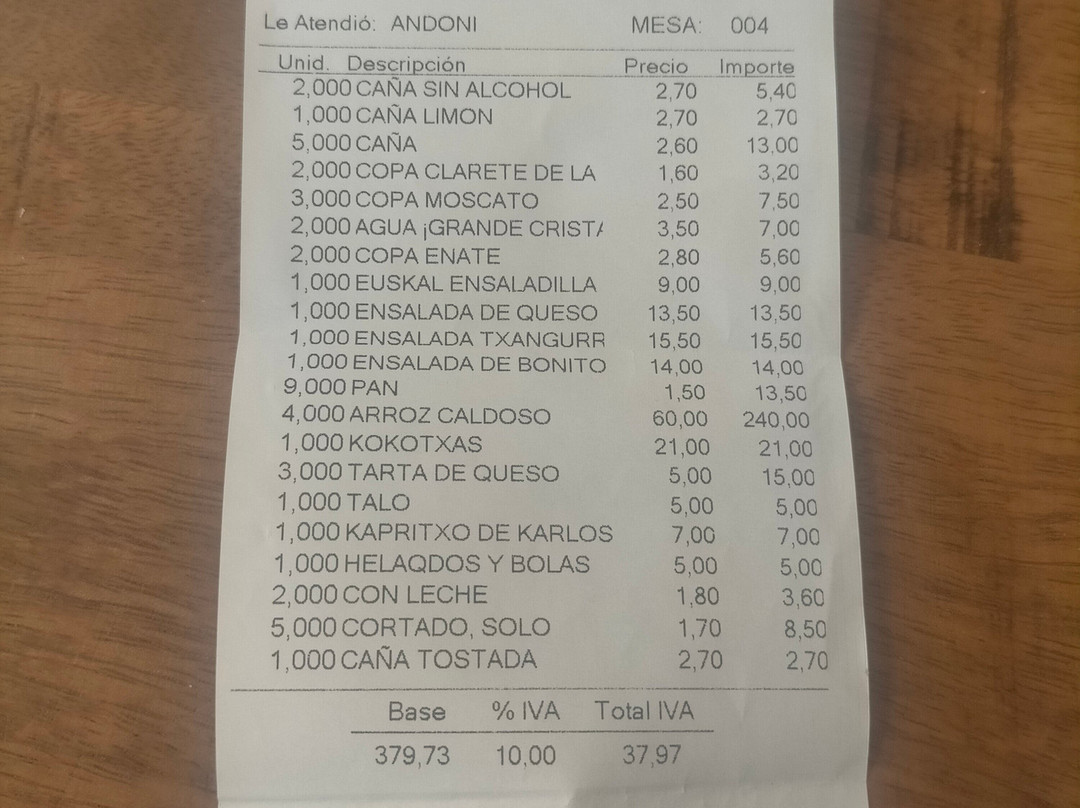 Le Atendió: ANDONI MESA: 004
Unid. Descripción Precio Importe
2,000 CAÑA SIN ALCOHOL 2,70 5,40
1,000 CAÑA LIMON 2,70 2,70
5,000 CAÑA 2,60 13,00
2,000 COPA CLARETE DE LA 1,60 3,20
3,000 COPA MOSCATO 2,50 7,50
2,000 AGUA ¡GRANDE CRISTA 3,50 7,00
2,000 COPA ENATE 2,80 5,60
1,000 EUSKAL ENSALADILLA 9,00 9,00
1,000 ENSALADA DE QUESO 13,50 13,50
1,000 ENSALADA TXANGURR 15,50 15,50
1,000 ENSALADA DE BONITO 14,00 14,00
9,000 PAN 1,50 13,50
4,000 ARROZ CALDOSO 60,00 240,00
1,000 KOKOTXAS 21,00 21,00
3,000 TARTA DE QUESO 5,00 15,00
1,000 TALO 5,00 5,00
1,000 KAPRITXO DE KARLOS 7,00 7,00
1,000 HELAQDOS Y BOLAS 5,00 5,00
2,000 CON LECHE 1,80 3,60
5,000 CORTADO, SOLO 1,70 8,50
1,000 CAÑA TOSTADA 2,70 2,70
Base % IVA Total IVA
379,73 10,00 37,97